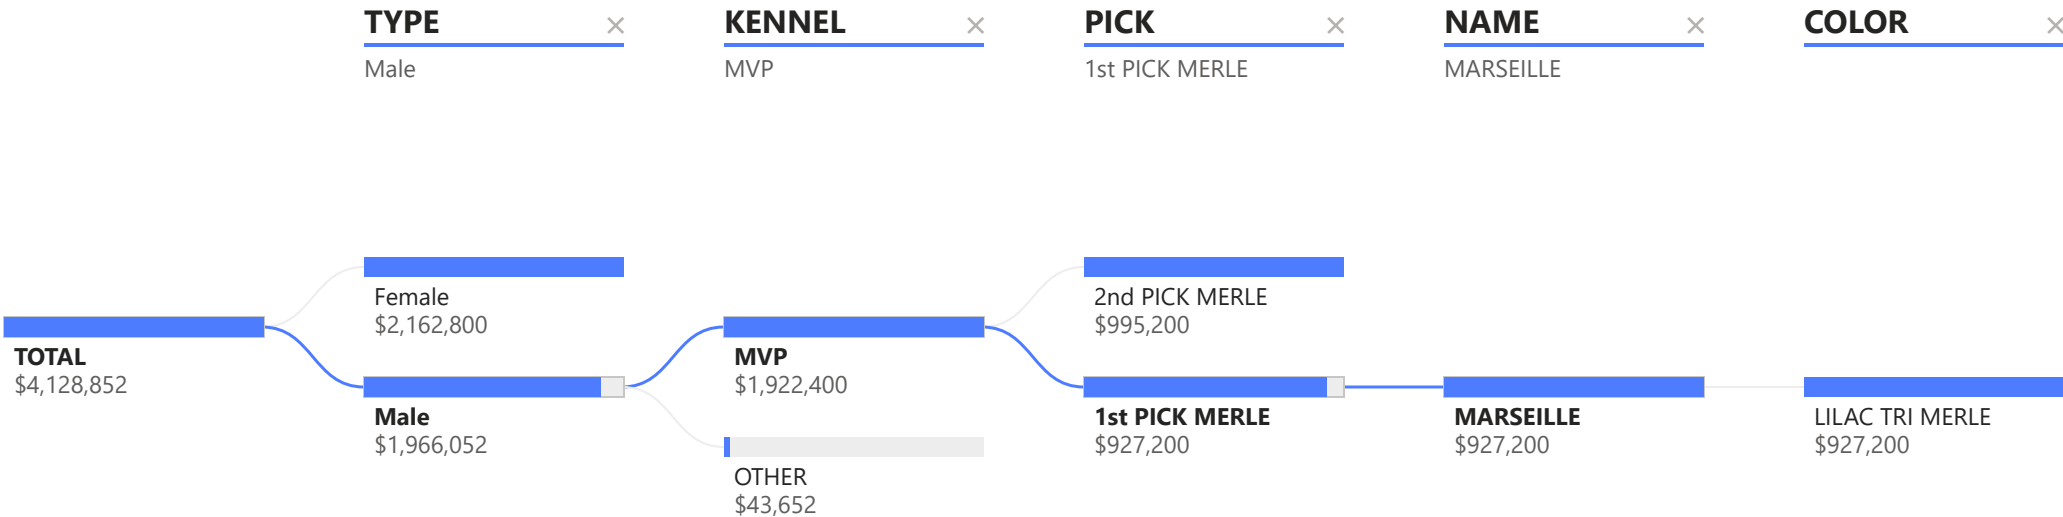 TYPE
KENNEL
PICK
NAME
COLOR
Male
MVP
1st PICK MERLE
MARSEILLE
TOTAL
$4,128,852
Female
$2,162,800
Male
$1,966,052
MVP
$1,922,400
OTHER
$43,652
2nd PICK MERLE
$995,200
1st PICK MERLE
$927,200
MARSEILLE
$927,200
LILAC TRI MERLE
$927,200